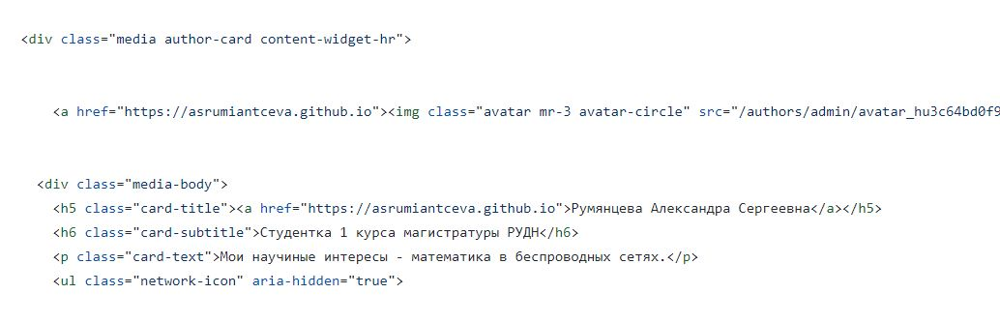 <div class="media author-card content-widget-hr">
<a href="https://asrumiantceva.github.io"><img class="avatar mr-3 avatar-circle" src="/authors/admin/avatar_hu3c64bd0f9
<div class="media-body">
<h5 class="card-title"><a href="https://asrumiantceva.github.io">Румянцева Александра Сергеевна</a></h5>
<h6 class="card-subtitle">Студентка 1 курса магистратуры РУДН</h6>
<p class="card-text">Мои научиные интересы - математика в беспроводных сетях.</p>
<ul class="network-icon" aria-hidden="true">